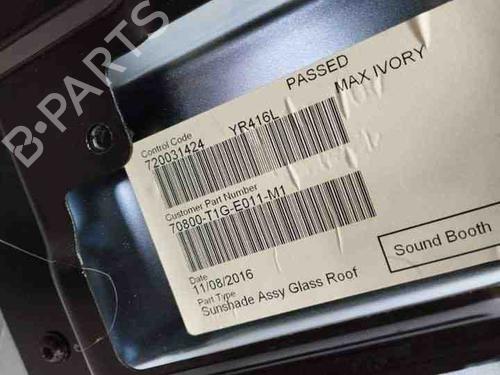 B-PARTS
PASSED
MAX IVORY
YR416L
Control Code
720031424
Customer Part Number
70800-T1G-E011-M1
Date
11/08/2016
Part Type
Sunshade Assy Glass Roof
Sound Booth